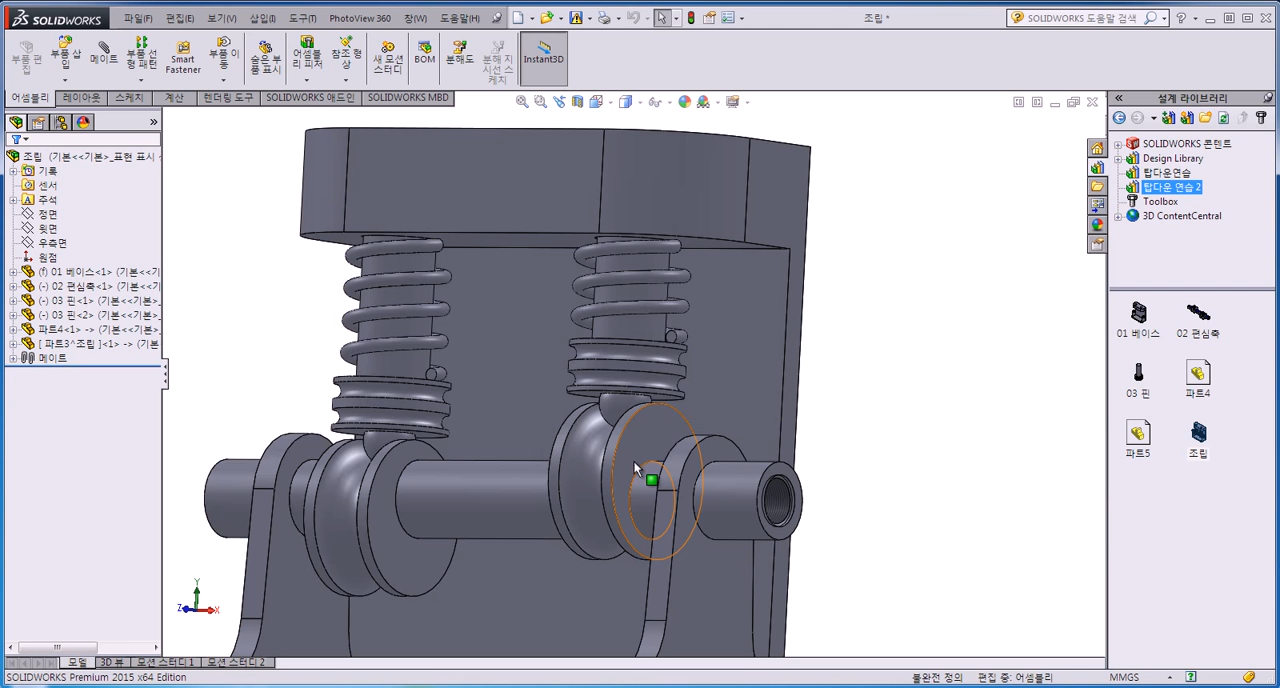 SOLIDWORKS
파일(F) 편집(E) 보기(V) 삽입(I) 도구(T) PhotoView 360 창(W) 도움말(H)
조립 *
SOLIDWORKS 도움말 검색
부품 편집
부품 삽입
메이트
부품 선형 패턴
Smart Fastener
부품 이동
숨은 부품 표시
어셈블리 피처
참조 형상
새 모션 스터디
BOM
분해도
분해 지시선 스케치
Instant3D
어셈블리 레이아웃 스케치 계산 렌더링 도구 SOLIDWORKS 애드인 SOLIDWORKS MBD
조립 (기본<<기본>_표현 표시
기록
센서
주석
정면
윗면
우측면
원점
(f) 01 베이스<1> (기본<<기
(-) 02 편심축<1> (기본<<기
(-) 03 핀<1> (기본<<기본>_
(-) 03 핀<2> (기본<<기본>_
파트4<1> -> (기본<<기본>_
[ 파트3^조립 ]<1> -> (기본
메이트
Y
Z
X
설계 라이브러리
SOLIDWORKS 콘텐트
Design Library
탑다운연습
탑다운 연습 2
Toolbox
3D ContentCentral
01 베이스
02 편심축
03 핀
파트4
파트5
조립
모델 3D 뷰 모션 스터디 1 모션 스터디 2
SOLIDWORKS Premium 2015 x64 Edition
불완전 정의
편집 중: 어셈블리
MMGS